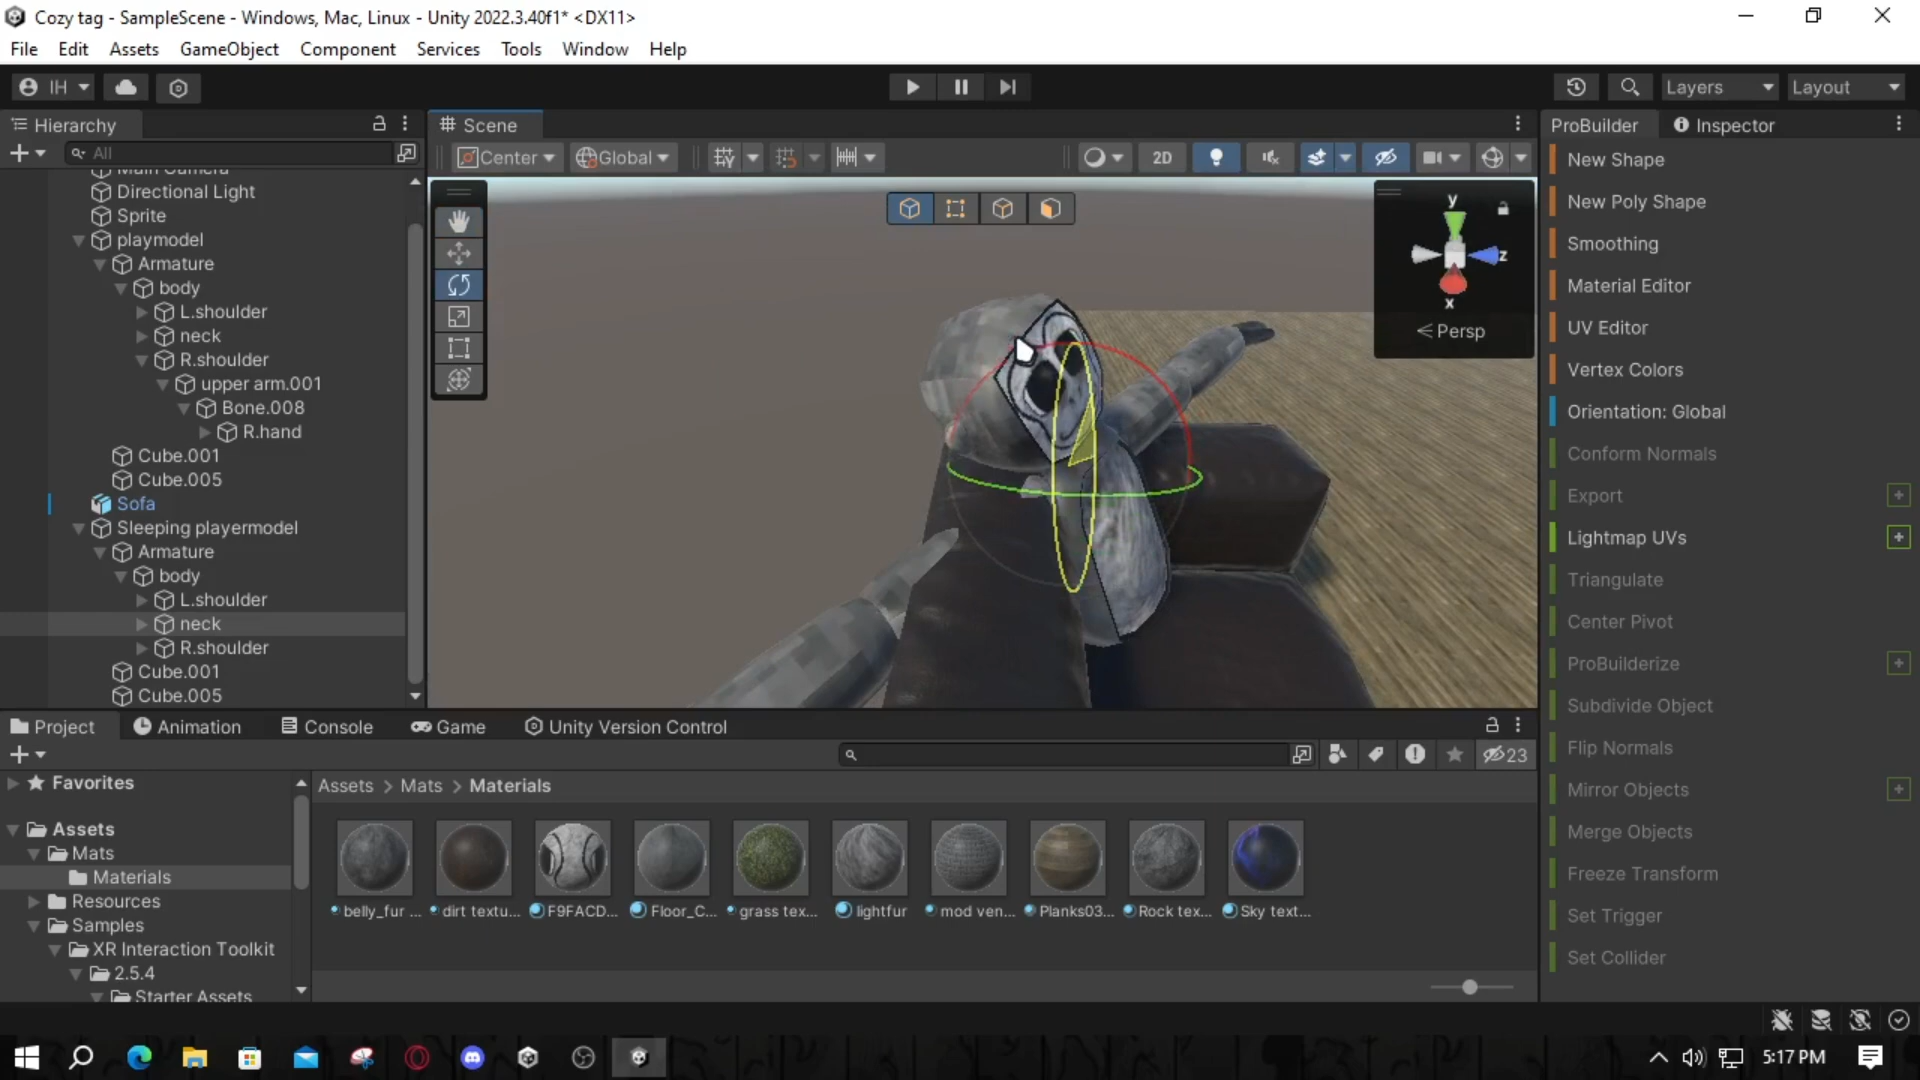 Cozy tag - SampleScene - Windows, Mac, Linux - Unity 2022.3.40f1* <DX11>
File Edit Assets GameObject Component Services Tools Window Help
IH
Layers
Layout
Hierarchy
All
Main Camera
Directional Light
Sprite
playmodel
Armature
body
L.shoulder
neck
R.shoulder
upper arm.001
Bone.008
R.hand
Cube.001
Cube.005
Sofa
Sleeping playermodel
Armature
body
L.shoulder
neck
R.shoulder
Cube.001
Cube.005
Scene
Center
Global
2D
y
z
x
Persp
ProBuilder
Inspector
New Shape
New Poly Shape
Smoothing
Material Editor
UV Editor
Vertex Colors
Orientation: Global
Conform Normals
Export
Lightmap UVs
Triangulate
Center Pivot
ProBuilderize
Subdivide Object
Flip Normals
Mirror Objects
Merge Objects
Freeze Transform
Set Trigger
Set Collider
Project Animation Console Game Unity Version Control
23
Favorites
Assets
Mats
Materials
Resources
Samples
XR Interaction Toolkit
2.5.4
Starter Assets
Assets > Mats > Materials
belly_fur ... dirt textu... F9FACD... Floor_C... grass tex... lightfur mod ven... Planks03... Rock tex... Sky text...
5:17 PM